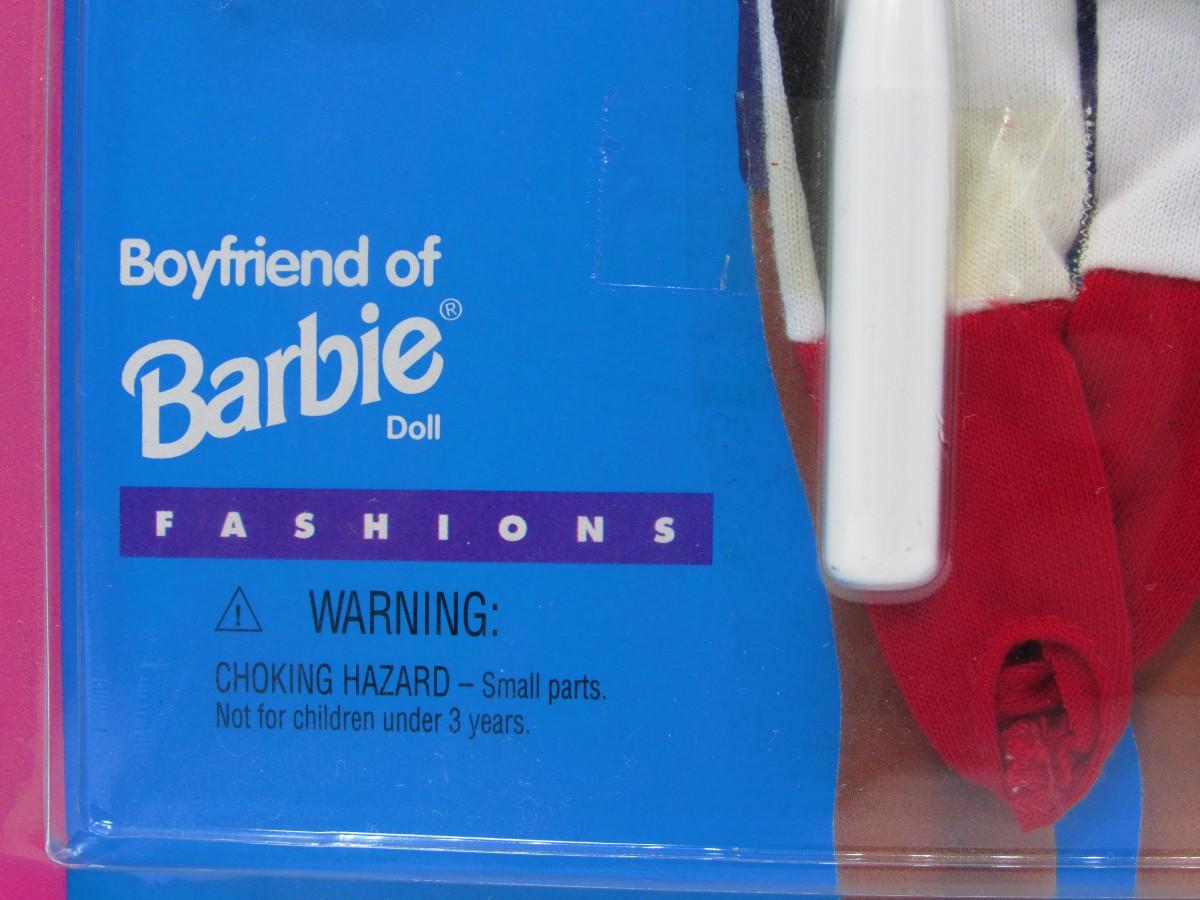 Boyfriend of
Barbie®
Doll
FASHIONS
⚠ WARNING:
CHOKING HAZARD – Small parts.
Not for children under 3 years.